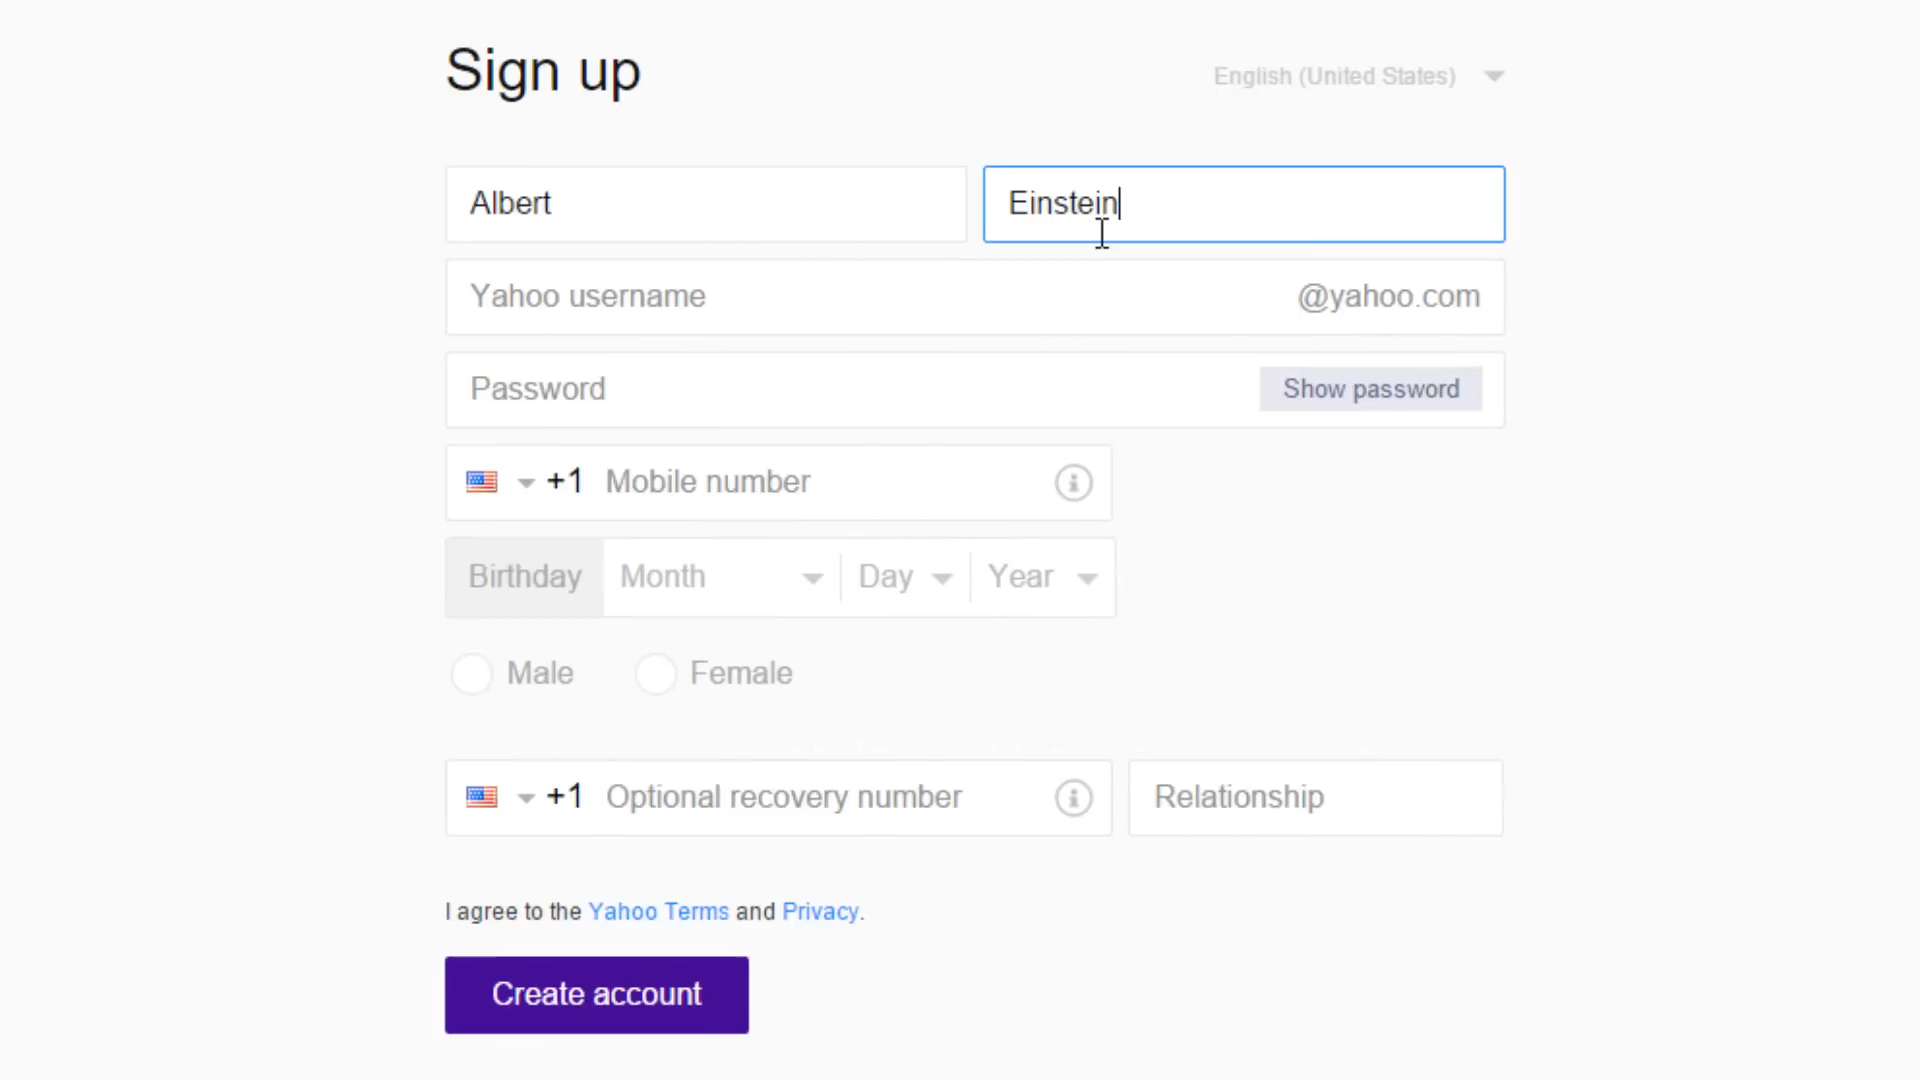 Sign up
English (United States)
Albert
Einstein
Yahoo username @yahoo.com
Password Show password
+1 Mobile number
Birthday Month Day Year
Male Female
+1 Optional recovery number
Relationship
I agree to the Yahoo Terms and Privacy.
Create account